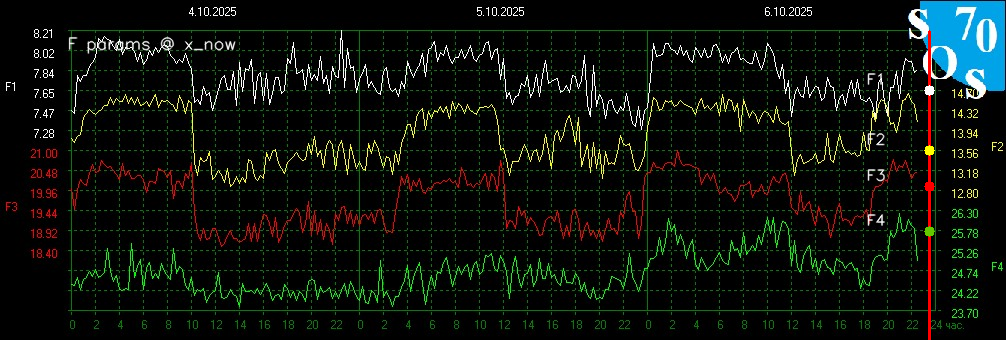 4.10.2025 5.10.2025 6.10.2025
F params @ x_now
S 70 S
O S
F1
8.21
8.02
7.84
7.65
7.47
7.28
F3
21.00
20.48
19.96
19.44
18.92
18.40
F1
F2
F3
F4
14.70
14.32
13.94
13.56
13.18
12.80
F2
26.30
25.78
25.26
24.74
24.22
23.70
F4
0 2 4 6 8 10 12 14 16 18 20 22 0 2 4 6 8 10 12 14 16 18 20 22 0 2 4 6 8 10 12 14 16 18 20 22 24 час.